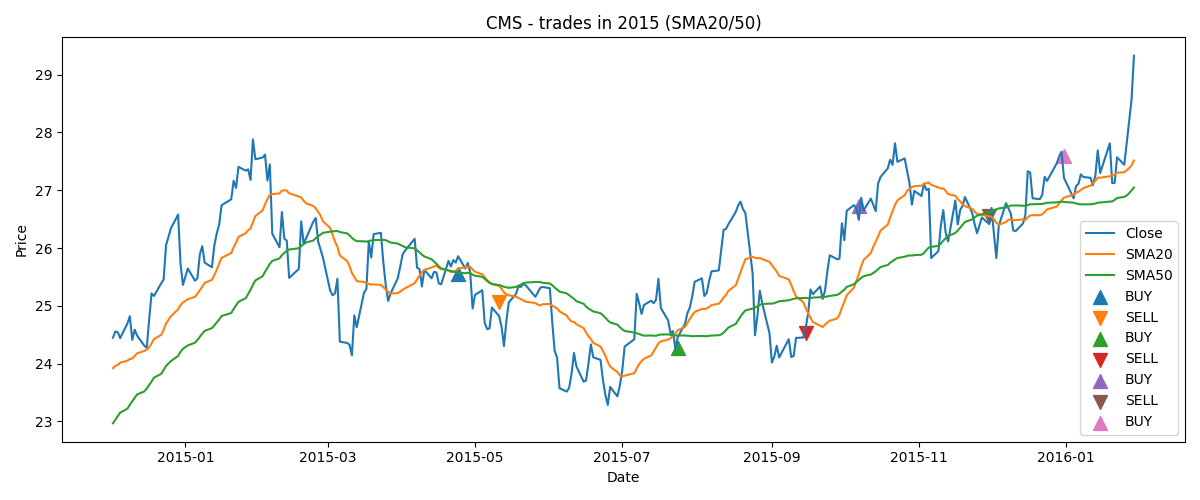 CMS - trades in 2015 (SMA20/50)
Price
29
28
27
26
25
24
23
2015-01
2015-03
2015-05
2015-07
2015-09
2015-11
2016-01
Date
Close
SMA20
SMA50
BUY
SELL
BUY
SELL
BUY
SELL
BUY